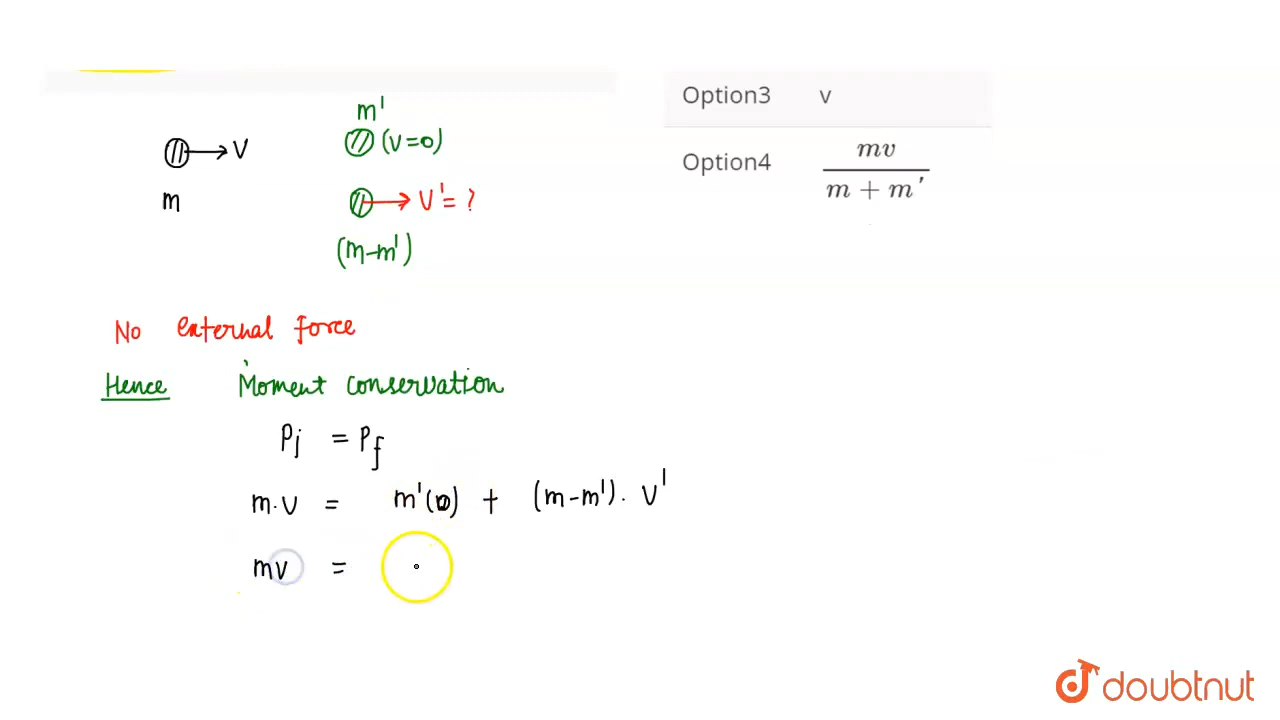 m'
(v=0)
Option3 v
V
Option4 mv / m + m'
m
V' = ?
(m-m')
No external force
Hence Moment conservation
Pi = Pf
m.v = m'(0) + (m-m'). V'
mv =
doubtnut